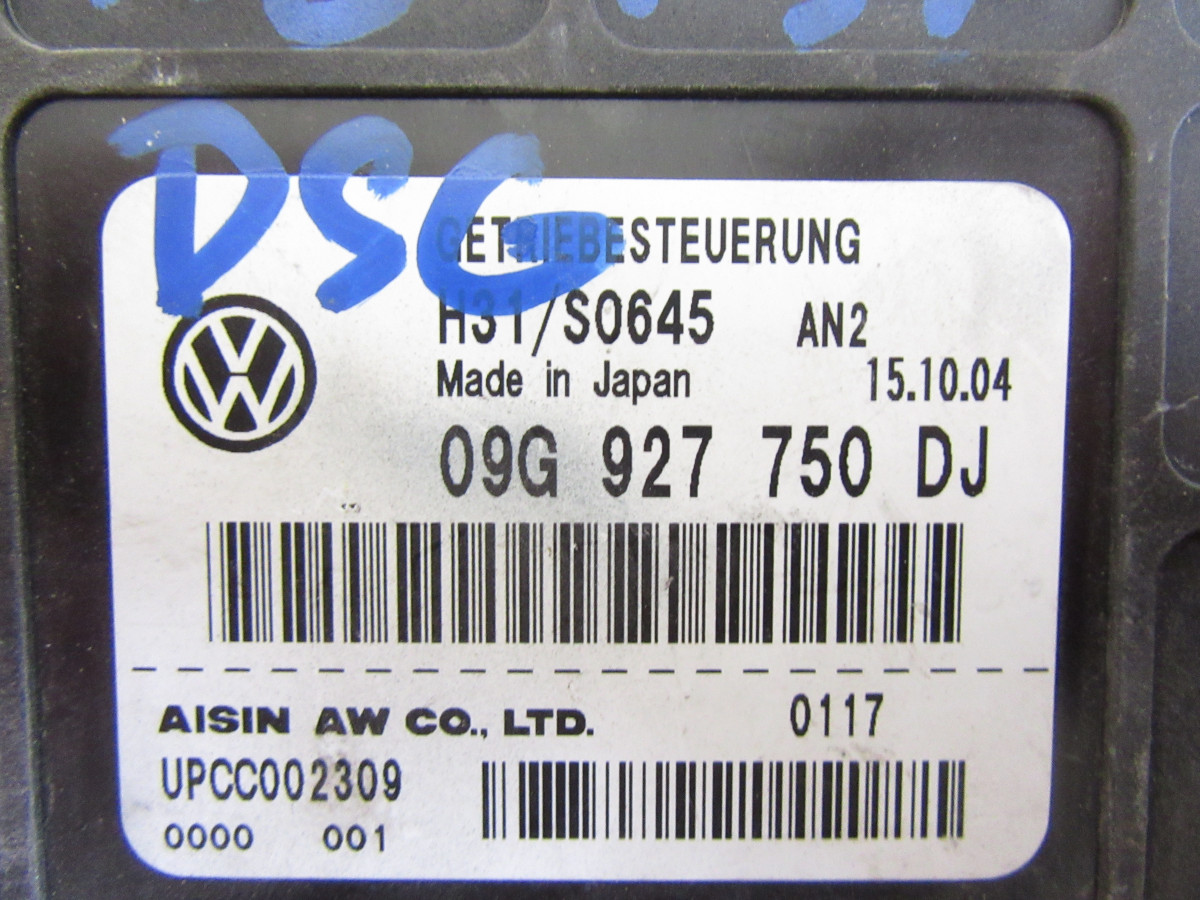 DSG
GETRIEBESTEUERUNG
H31/S0645 AN2
Made in Japan 15.10.04
09G 927 750 DJ
AISIN AW CO., LTD. 0117
UPCC002309
0000 001